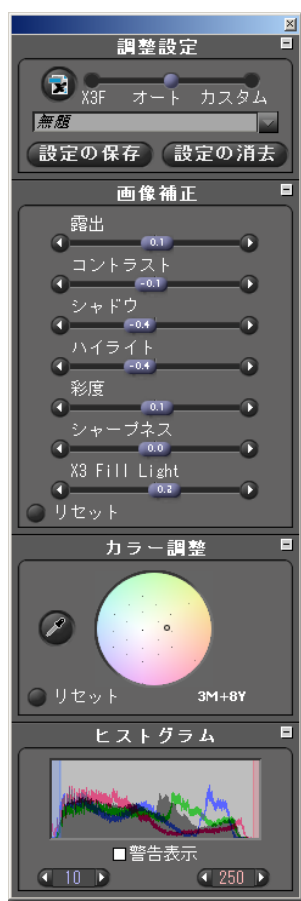 調整設定
X3F オート カスタム
無題
設定の保存 設定の消去
画像補正
露出
0.1
コントラスト
-0.1
シャドウ
-0.4
ハイライト
-0.4
彩度
0.1
シャープネス
0.0
X3 Fill Light
0.2
リセット
カラー調整
リセット 3M+8Y
ヒストグラム
警告表示
10 250